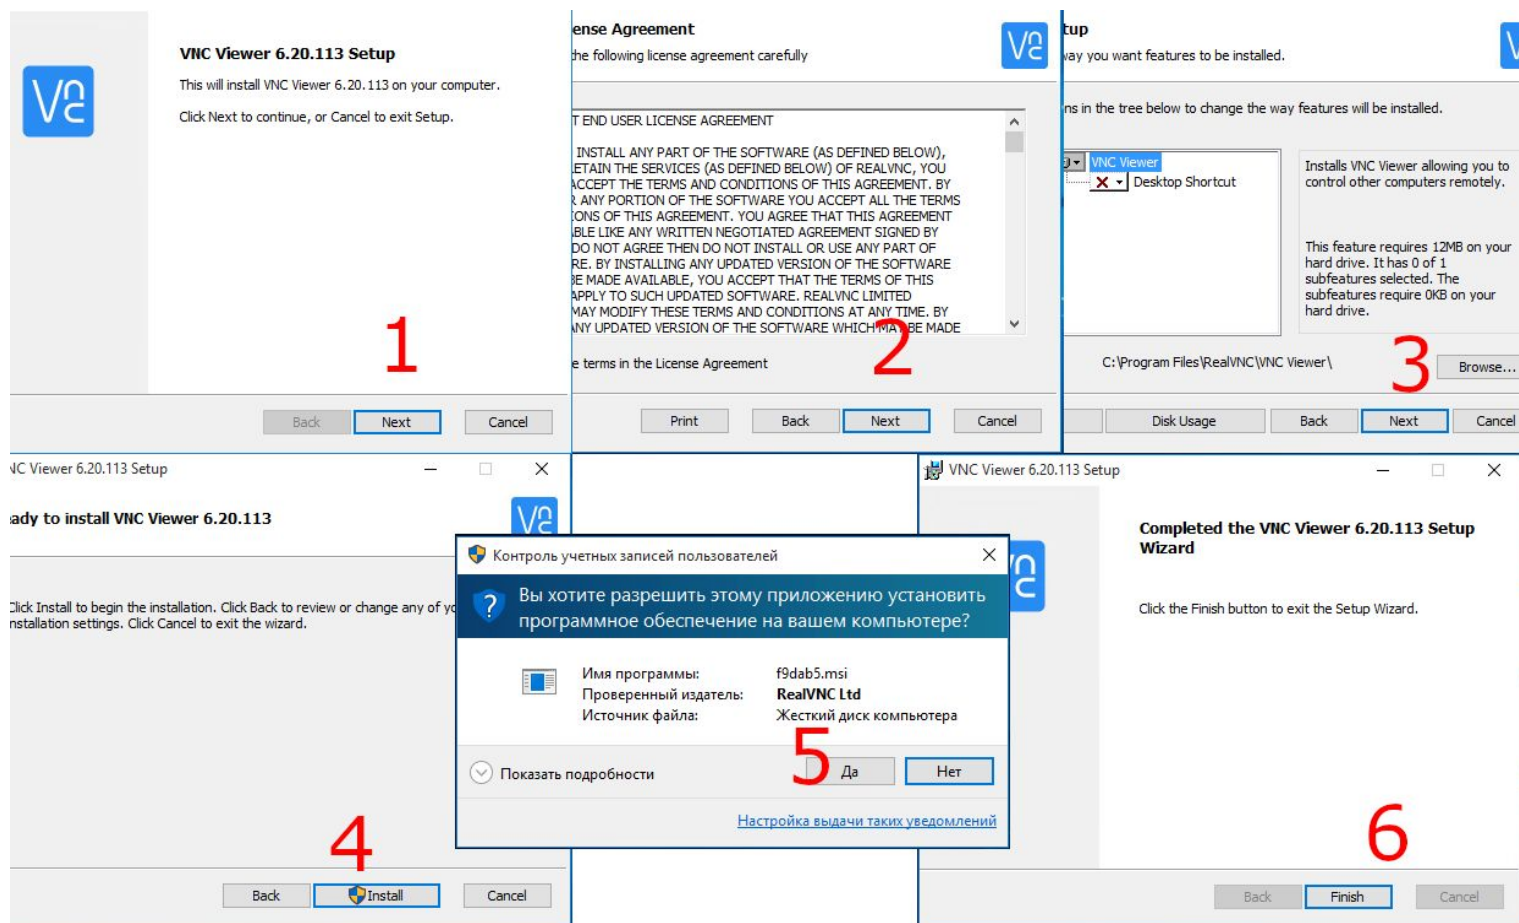 VNC Viewer 6.20.113 Setup
This will install VNC Viewer 6.20.113 on your computer.
Click Next to continue, or Cancel to exit Setup.
1
Back
Next
Cancel
ense Agreement
the following license agreement carefully
T END USER LICENSE AGREEMENT
INSTALL ANY PART OF THE SOFTWARE (AS DEFINED BELOW),
ETAIN THE SERVICES (AS DEFINED BELOW) OF REALVNC, YOU
ACCEPT THE TERMS AND CONDITIONS OF THIS AGREEMENT. BY
R ANY PORTION OF THE SOFTWARE YOU ACCEPT ALL THE TERMS
IONS OF THIS AGREEMENT. YOU AGREE THAT THIS AGREEMENT
ABLE LIKE ANY WRITTEN NEGOTIATED AGREEMENT SIGNED BY
DO NOT AGREE THEN DO NOT INSTALL OR USE ANY PART OF
RE. BY INSTALLING ANY UPDATED VERSION OF THE SOFTWARE
BE MADE AVAILABLE, YOU ACCEPT THAT THE TERMS OF THIS
APPLY TO SUCH UPDATED SOFTWARE. REALVNC LIMITED
MAY MODIFY THESE TERMS AND CONDITIONS AT ANY TIME. BY
ANY UPDATED VERSION OF THE SOFTWARE WHICH MAY BE MADE
2
e terms in the License Agreement
Print
Back
Next
Cancel
tup
way you want features to be installed.
ns in the tree below to change the way features will be installed.
VNC Viewer
Desktop Shortcut
Installs VNC Viewer allowing you to
control other computers remotely.
This feature requires 12MB on your
hard drive. It has 0 of 1
subfeatures selected. The
subfeatures require 0KB on your
hard drive.
C:\Program Files\RealVNC\VNC Viewer\
3
Browse...
Disk Usage
Back
Next
Cancel
NC Viewer 6.20.113 Setup
ady to install VNC Viewer 6.20.113
Click Install to begin the installation. Click Back to review or change any of yo
nstallation settings. Click Cancel to exit the wizard.
4
Back
Install
Cancel
Контроль учетных записей пользователей
Вы хотите разрешить этому приложению установить
программное обеспечение на вашем компьютере?
Имя программы: f9dab5.msi
Проверенный издатель: RealVNC Ltd
Источник файла: Жесткий диск компьютера
5
Показать подробности
Да
Нет
Настройка выдачи таких уведомлений
VNC Viewer 6.20.113 Setup
Completed the VNC Viewer 6.20.113 Setup
Wizard
Click the Finish button to exit the Setup Wizard.
6
Back
Finish
Cancel